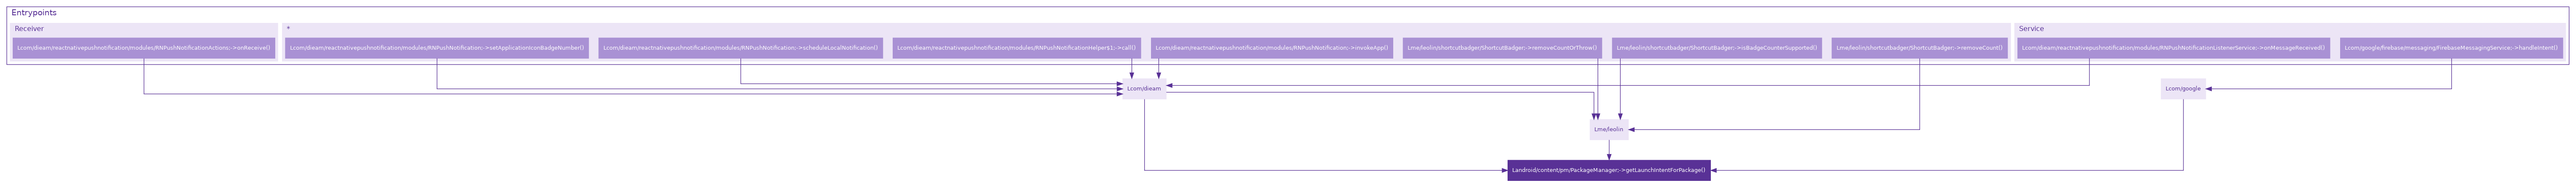 Entrypoints
Receiver
Lcom/dieam/reactnativepushnotification/modules/RNPushNotificationActions;->onReceive()
*
Lcom/dieam/reactnativepushnotification/modules/RNPushNotification;->setApplicationIconBadgeNumber()
Lcom/dieam/reactnativepushnotification/modules/RNPushNotification;->scheduleLocalNotification()
Lcom/dieam/reactnativepushnotification/modules/RNPushNotificationHelper$1;->call()
Lcom/dieam/reactnativepushnotification/modules/RNPushNotification;->invokeApp()
Lme/leolin/shortcutbadger/ShortcutBadger;->removeCountOrThrow()
Lme/leolin/shortcutbadger/ShortcutBadger;->isBadgeCounterSupported()
Lme/leolin/shortcutbadger/ShortcutBadger;->removeCount()
Service
Lcom/dieam/reactnativepushnotification/modules/RNPushNotificationListenerService;->onMessageReceived()
Lcom/google/firebase/messaging/FirebaseMessagingService;->handleIntent()
Lcom/dieam
Lcom/google
Lme/leolin
Landroid/content/pm/PackageManager;->getLaunchIntentForPackage()